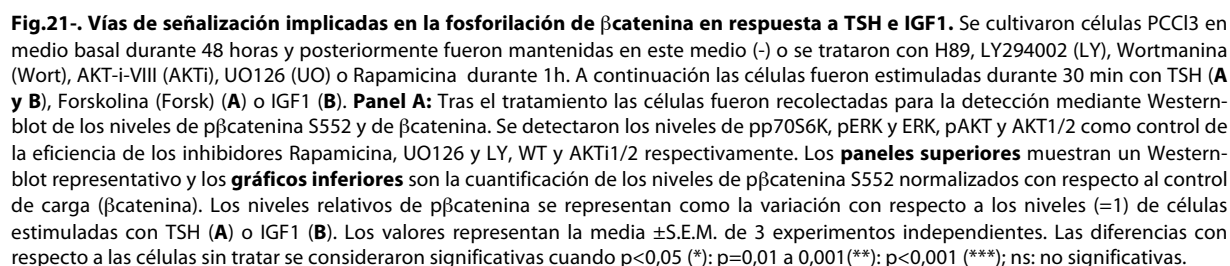 Fig.21-. Vías de señalización implicadas en la fosforilación de βcatenina en respuesta a TSH e IGF1. Se cultivaron células PCCl3 en
medio basal durante 48 horas y posteriormente fueron mantenidas en este medio (-) o se trataron con H89, LY294002 (LY), Wortmanina
(Wort), AKT-i-VIII (AKTi), UO126 (UO) o Rapamicina durante 1h. A continuación las células fueron estimuladas durante 30 min con TSH (A
y B), Forskolina (Forsk) (A) o IGF1 (B). Panel A: Tras el tratamiento las células fueron recolectadas para la detección mediante Western-
blot de los niveles de pβcatenina S552 y de βcatenina. Se detectaron los niveles de pp70S6K, pERK y ERK, pAKT y AKT1/2 como control de
la eficiencia de los inhibidores Rapamicina, UO126 y LY, WT y AKTi1/2 respectivamente. Los paneles superiores muestran un Western-
blot representativo y los gráficos inferiores son la cuantificación de los niveles de pβcatenina S552 normalizados con respecto al control
de carga (βcatenina). Los niveles relativos de pβcatenina se representan como la variación con respecto a los niveles (=1) de células
estimuladas con TSH (A) o IGF1 (B). Los valores representan la media ±S.E.M. de 3 experimentos independientes. Las diferencias con
respecto a las células sin tratar se consideraron significativas cuando p<0,05 (*): p=0,01 a 0,001(**): p<0,001 (***); ns: no significativas.